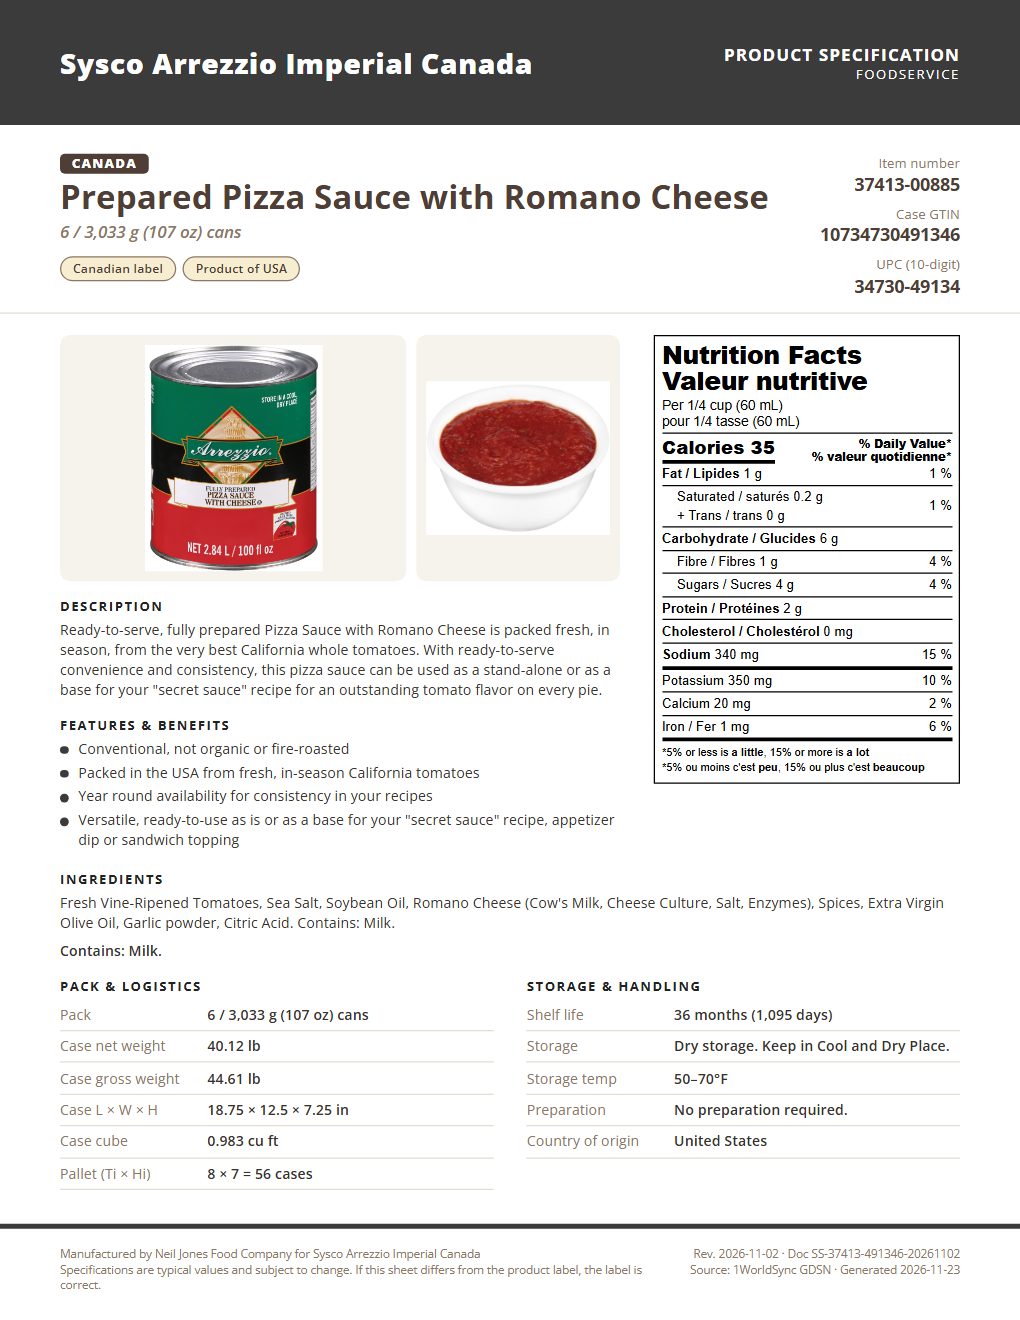 Sysco Arrezzio Imperial Canada
PRODUCT SPECIFICATION
FOODSERVICE
CANADA
Prepared Pizza Sauce with Romano Cheese
6 / 3,033 g (107 oz) cans
Canadian label
Product of USA
Item number
37413-00885
Case GTIN
10734730491346
UPC (10-digit)
34730-49134
STORE IN A COOL,
DRY PLACE
Arrezzio
FULLY PREPARED
PIZZA SAUCE
WITH CHEESE
NET 2.84 L / 100 fl oz
Nutrition Facts
Valeur nutritive
Per 1/4 cup (60 mL)
pour 1/4 tasse (60 mL)
Calories 35
% Daily Value*
% valeur quotidienne*
Fat / Lipides 1 g 1 %
Saturated / saturés 0.2 g
+ Trans / trans 0 g
1 %
Carbohydrate / Glucides 6 g
Fibre / Fibres 1 g 4 %
Sugars / Sucres 4 g 4 %
Protein / Protéines 2 g
Cholesterol / Cholestérol 0 mg
Sodium 340 mg 15 %
Potassium 350 mg 10 %
Calcium 20 mg 2 %
Iron / Fer 1 mg 6 %
*5% or less is a little, 15% or more is a lot
*5% ou moins c'est peu, 15% ou plus c'est beaucoup
DESCRIPTION
Ready-to-serve, fully prepared Pizza Sauce with Romano Cheese is packed fresh, in
season, from the very best California whole tomatoes. With ready-to-serve
convenience and consistency, this pizza sauce can be used as a stand-alone or as a
base for your "secret sauce" recipe for an outstanding tomato flavor on every pie.
FEATURES & BENEFITS
Conventional, not organic or fire-roasted
Packed in the USA from fresh, in-season California tomatoes
Year round availability for consistency in your recipes
Versatile, ready-to-use as is or as a base for your "secret sauce" recipe, appetizer
dip or sandwich topping
INGREDIENTS
Fresh Vine-Ripened Tomatoes, Sea Salt, Soybean Oil, Romano Cheese (Cow's Milk, Cheese Culture, Salt, Enzymes), Spices, Extra Virgin
Olive Oil, Garlic powder, Citric Acid. Contains: Milk.
Contains: Milk.
PACK & LOGISTICS
Pack 6 / 3,033 g (107 oz) cans
Case net weight 40.12 lb
Case gross weight 44.61 lb
Case L × W × H 18.75 × 12.5 × 7.25 in
Case cube 0.983 cu ft
Pallet (Ti × Hi) 8 × 7 = 56 cases
STORAGE & HANDLING
Shelf life 36 months (1,095 days)
Storage Dry storage. Keep in Cool and Dry Place.
Storage temp 50–70°F
Preparation No preparation required.
Country of origin United States
Manufactured by Neil Jones Food Company for Sysco Arrezzio Imperial Canada
Specifications are typical values and subject to change. If this sheet differs from the product label, the label is
correct.
Rev. 2026-11-02 · Doc SS-37413-491346-20261102
Source: 1WorldSync GDSN · Generated 2026-11-23